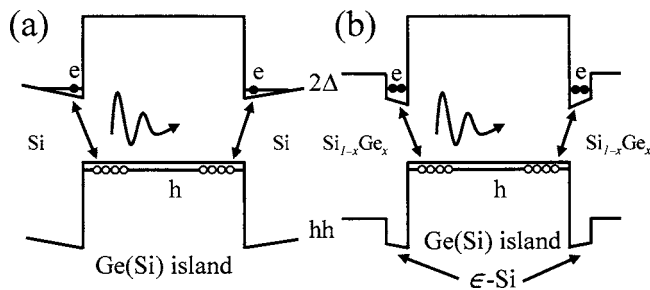 (a)
e
e
2Δ
Si
Si
h
hh
Ge(Si) island
(b)
e
e
Si1-xGex
Si1-xGex
h
Ge(Si) island
ϵ-Si